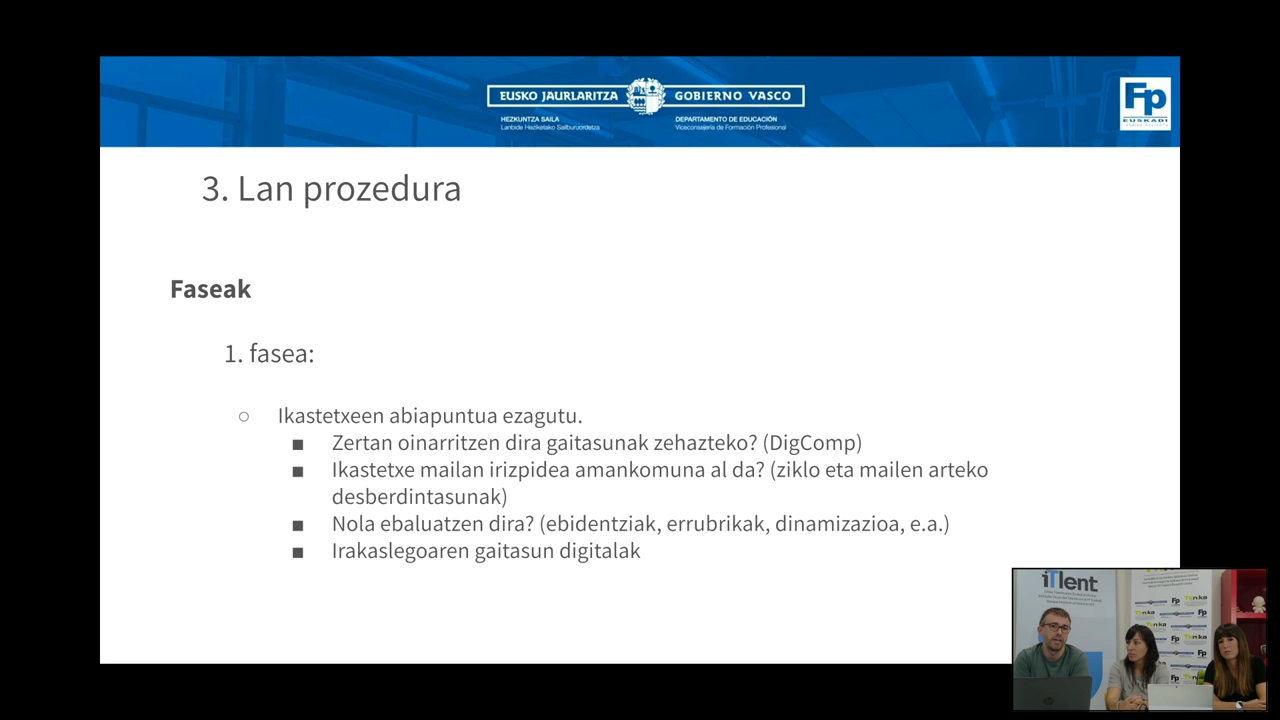 EUSKO JAURLARITZA
GOBIERNO VASCO
HEZKUNTZA SAILA
Lanbide Heziketako Sailburuordetza
DEPARTAMENTO DE EDUCACIÓN
Viceconsejería de Formación Profesional
Fp
EUSKADI
3. Lan prozedura
Faseak
1. fasea:
○ Ikastetxeen abiapuntua ezagutu.
■ Zertan oinarritzen dira gaitasunak zehazteko? (DigComp)
■ Ikastetxe mailan irizpidea amankomuna al da? (ziklo eta mailen arteko
desberdintasunak)
■ Nola ebaluatzen dira? (ebidentziak, errubrikak, dinamizazioa, e.a.)
■ Irakaslegoaren gaitasun digitalak
iTlent
Fp
hp